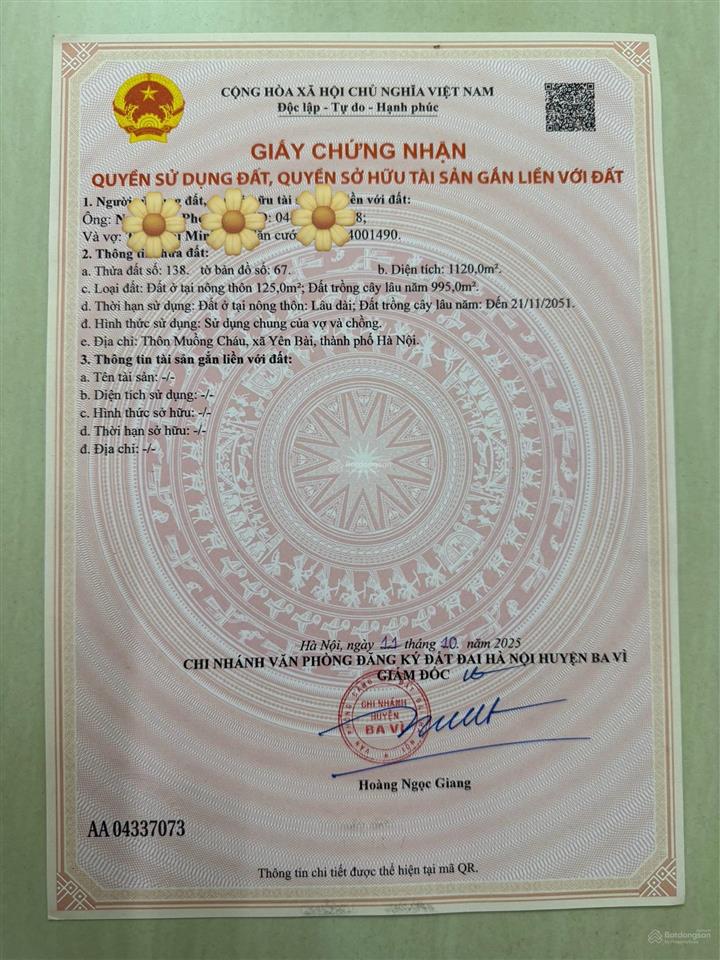 CỘNG HÒA XÃ HỘI CHỦ NGHĨA VIỆT NAM
Độc lập - Tự do - Hạnh phúc
GIẤY CHỨNG NHẬN
QUYỀN SỬ DỤNG ĐẤT, QUYỀN SỞ HỮU TÀI SẢN GẮN LIỀN VỚI ĐẤT
1. Người đất, hữu tài liền với đất:
Ông:
Và vợ: 4001490.
2. Thông thửa đất:
a. Thửa đất số: 138. tờ bản đồ số: 67. b. Diện tích: 1120,0m².
c. Loại đất: Đất ở tại nông thôn 125,0m²; Đất trồng cây lâu năm 995,0m².
d. Thời hạn sử dụng: Đất ở tại nông thôn: Lâu dài; Đất trồng cây lâu năm: Đến 21/11/2051.
đ. Hình thức sử dụng: Sử dụng chung của vợ và chồng.
e. Địa chỉ: Thôn Muồng Cháu, xã Yên Bài, thành phố Hà Nội.
3. Thông tin tài sản gắn liền với đất:
a. Tên tài sản: -/-
b. Diện tích sử dụng: -/-
c. Hình thức sở hữu: -/-
d. Thời hạn sở hữu: -/-
đ. Địa chỉ: -/-
Batdongsan
Hà Nội, ngày 11 tháng 10 năm 2025
CHI NHÁNH VĂN PHÒNG ĐĂNG KÝ ĐẤT ĐAI HÀ NỘI HUYỆN BA VÌ
GIÁM ĐỐC
CHI NHÁNH
HUYỆN
BA VÌ
Hoàng Ngọc Giang
AA 04337073
Thông tin chi tiết được thể hiện tại mã QR.
Batdongsan